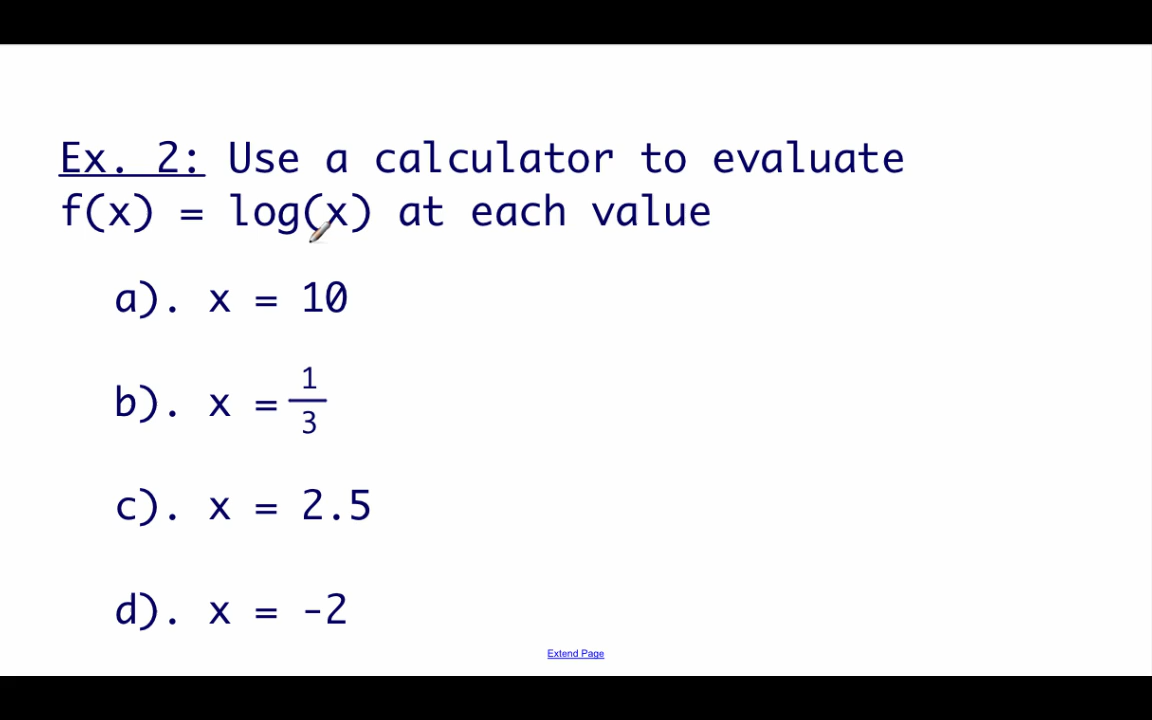 Ex. 2: Use a calculator to evaluate
f(x) = log(x) at each value
a). x = 10
b). x = 1/3
c). x = 2.5
d). x = -2
Extend Page